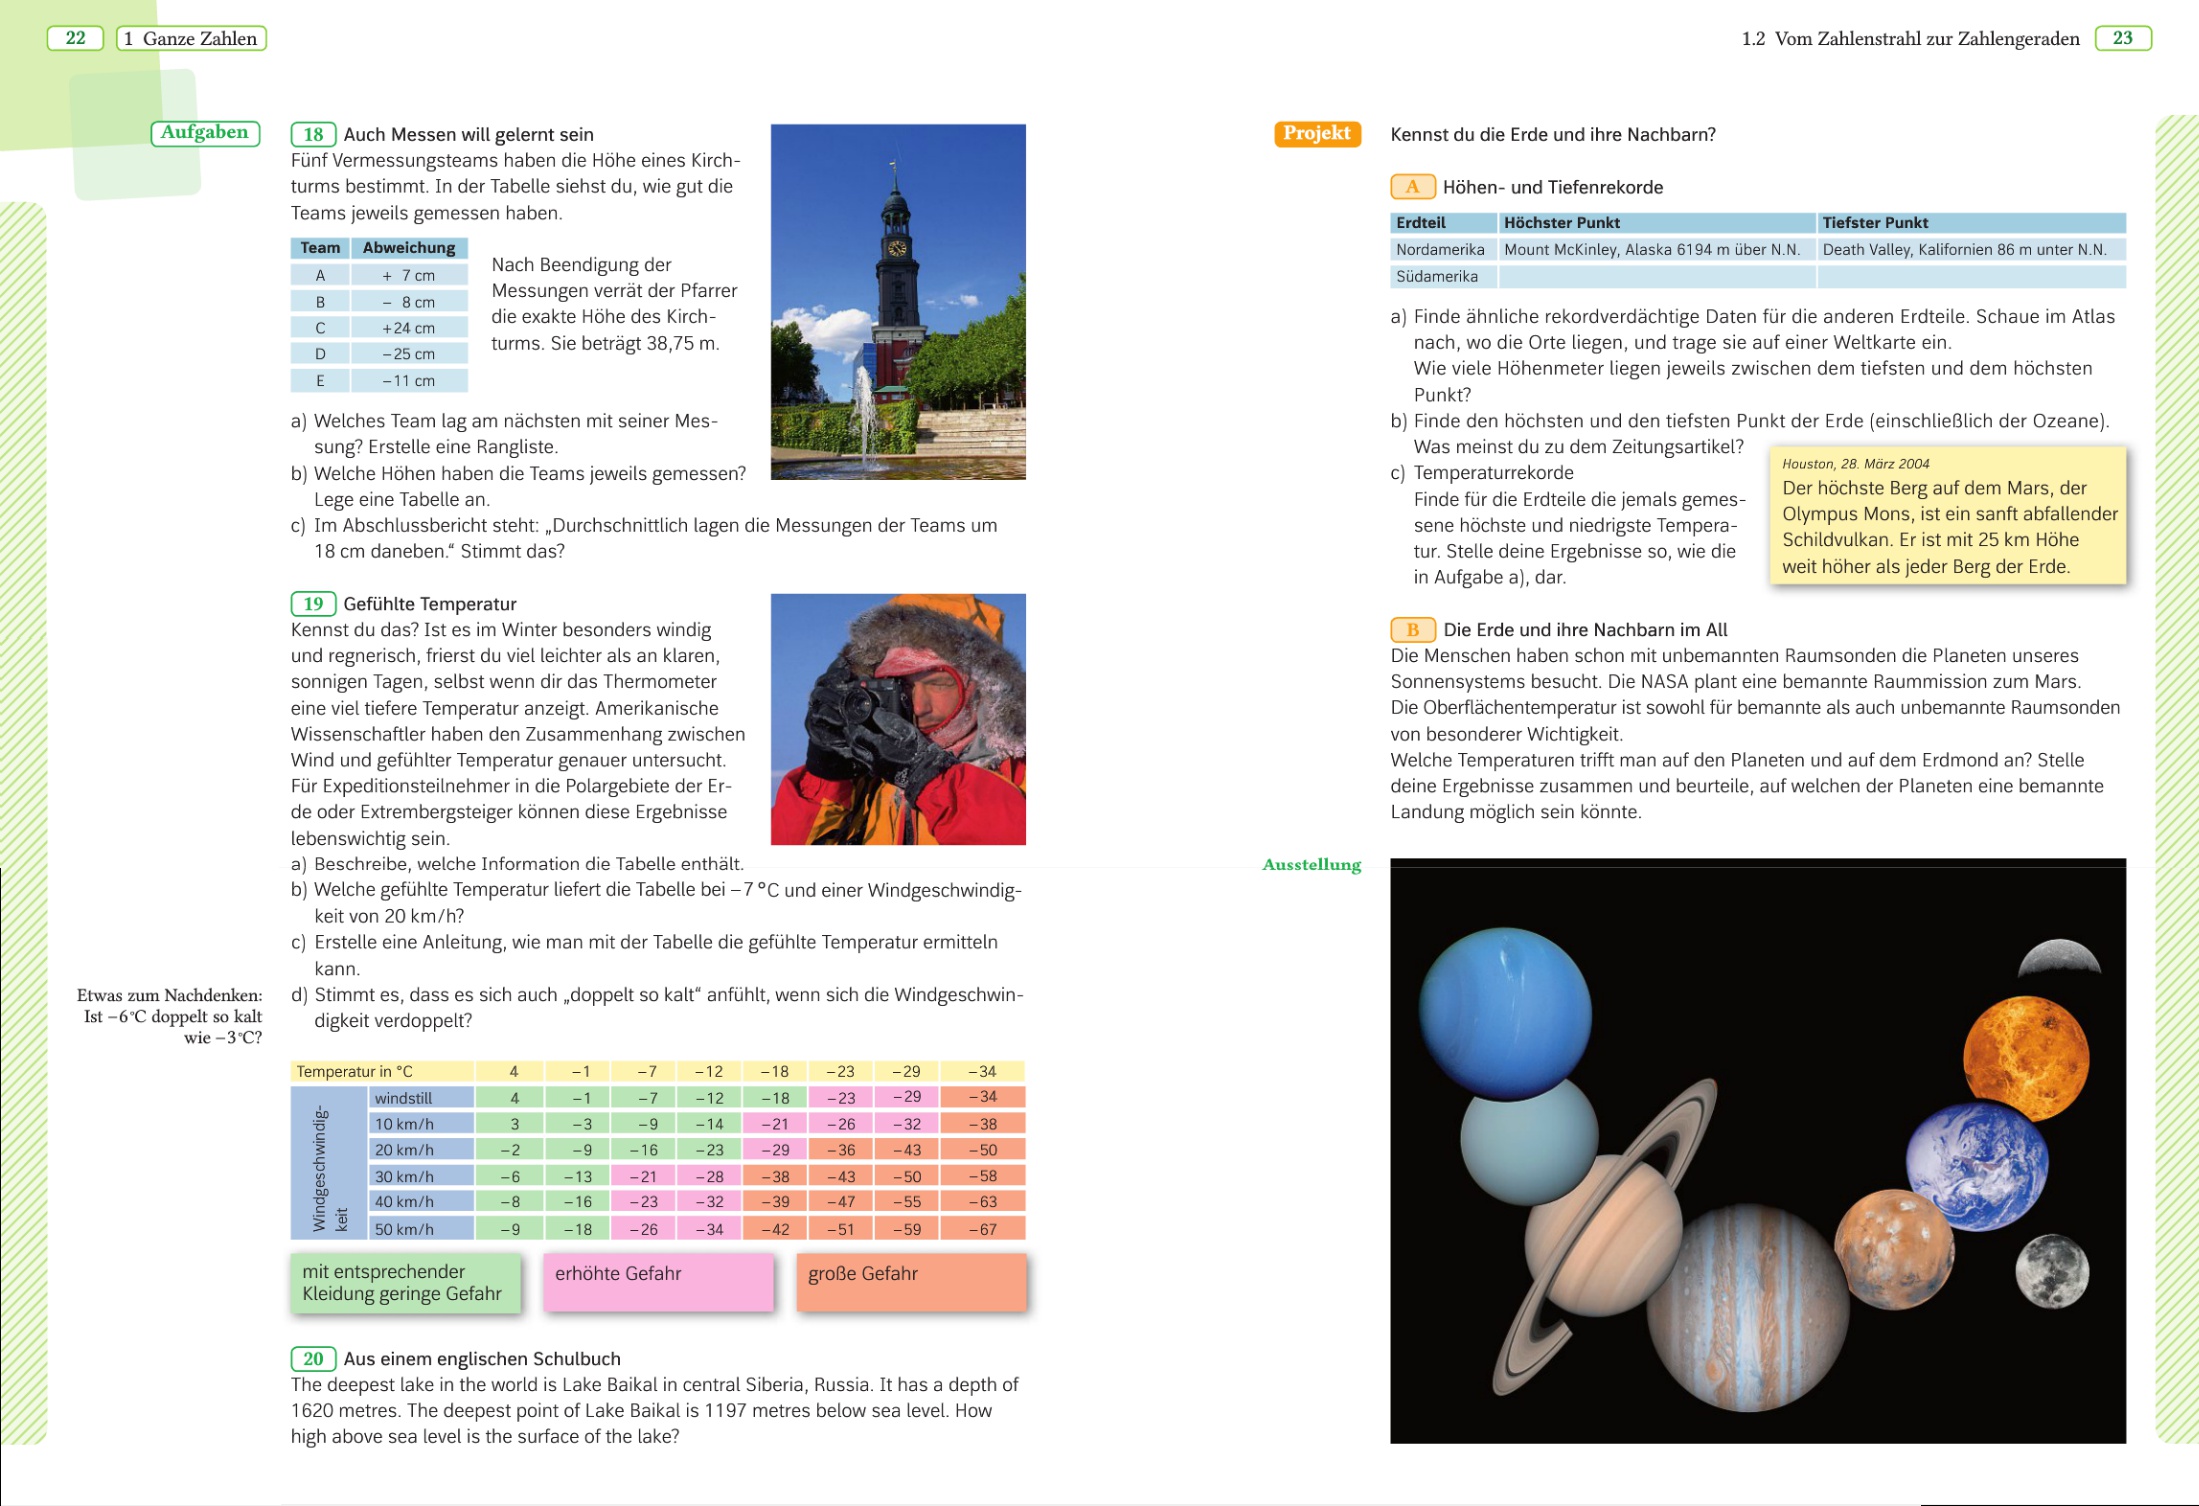 22 1 Ganze Zahlen
Aufgaben
18 Auch Messen will gelernt sein
Fünf Vermessungsteams haben die Höhe eines Kirch-
turms bestimmt. In der Tabelle siehst du, wie gut die
Teams jeweils gemessen haben.
Team Abweichung
A + 7 cm
B – 8 cm
C +24 cm
D –25 cm
E –11 cm
Nach Beendigung der
Messungen verrät der Pfarrer
die exakte Höhe des Kirch-
turms. Sie beträgt 38,75 m.
a) Welches Team lag am nächsten mit seiner Mes-
sung? Erstelle eine Rangliste.
b) Welche Höhen haben die Teams jeweils gemessen?
Lege eine Tabelle an.
c) Im Abschlussbericht steht: „Durchschnittlich lagen die Messungen der Teams um
18 cm daneben.“ Stimmt das?
19 Gefühlte Temperatur
Kennst du das? Ist es im Winter besonders windig
und regnerisch, frierst du viel leichter als an klaren,
sonnigen Tagen, selbst wenn dir das Thermometer
eine viel tiefere Temperatur anzeigt. Amerikanische
Wissenschaftler haben den Zusammenhang zwischen
Wind und gefühlter Temperatur genauer untersucht.
Für Expeditionsteilnehmer in die Polargebiete der Er-
de oder Extrembergsteiger können diese Ergebnisse
lebenswichtig sein.
a) Beschreibe, welche Information die Tabelle enthält.
b) Welche gefühlte Temperatur liefert die Tabelle bei –7 °C und einer Windgeschwindig-
keit von 20 km/h?
c) Erstelle eine Anleitung, wie man mit der Tabelle die gefühlte Temperatur ermitteln
kann.
d) Stimmt es, dass es sich auch „doppelt so kalt“ anfühlt, wenn sich die Windgeschwin-
digkeit verdoppelt?
Etwas zum Nachdenken:
Ist –6 °C doppelt so kalt
wie –3 °C?
Temperatur in °C 4 –1 –7 –12 –18 –23 –29 –34
Windgeschwindig-
keit
windstill 4 –1 –7 –12 –18 –23 –29 –34
10 km/h 3 –3 –9 –14 –21 –26 –32 –38
20 km/h –2 –9 –16 –23 –29 –36 –43 –50
30 km/h –6 –13 –21 –28 –38 –43 –50 –58
40 km/h –8 –16 –23 –32 –39 –47 –55 –63
50 km/h –9 –18 –26 –34 –42 –51 –59 –67
mit entsprechender
Kleidung geringe Gefahr
erhöhte Gefahr
große Gefahr
20 Aus einem englischen Schulbuch
The deepest lake in the world is Lake Baikal in central Siberia, Russia. It has a depth of
1620 metres. The deepest point of Lake Baikal is 1197 metres below sea level. How
high above sea level is the surface of the lake?
1.2 Vom Zahlenstrahl zur Zahlengeraden 23
Projekt
Kennst du die Erde und ihre Nachbarn?
A Höhen- und Tiefenrekorde
Erdteil Höchster Punkt Tiefster Punkt
Nordamerika Mount McKinley, Alaska 6194 m über N.N. Death Valley, Kalifornien 86 m unter N.N.
Südamerika
a) Finde ähnliche rekordverdächtige Daten für die anderen Erdteile. Schaue im Atlas
nach, wo die Orte liegen, und trage sie auf einer Weltkarte ein.
Wie viele Höhenmeter liegen jeweils zwischen dem tiefsten und dem höchsten
Punkt?
b) Finde den höchsten und den tiefsten Punkt der Erde (einschließlich der Ozeane).
Was meinst du zu dem Zeitungsartikel?
c) Temperaturrekorde
Finde für die Erdteile die jemals gemes-
sene höchste und niedrigste Tempera-
tur. Stelle deine Ergebnisse so, wie die
in Aufgabe a), dar.
Houston, 28. März 2004
Der höchste Berg auf dem Mars, der
Olympus Mons, ist ein sanft abfallender
Schildvulkan. Er ist mit 25 km Höhe
weit höher als jeder Berg der Erde.
B Die Erde und ihre Nachbarn im All
Die Menschen haben schon mit unbemannten Raumsonden die Planeten unseres
Sonnensystems besucht. Die NASA plant eine bemannte Raummission zum Mars.
Die Oberflächentemperatur ist sowohl für bemannte als auch unbemannte Raumsonden
von besonderer Wichtigkeit.
Welche Temperaturen trifft man auf den Planeten und auf dem Erdmond an? Stelle
deine Ergebnisse zusammen und beurteile, auf welchen der Planeten eine bemannte
Landung möglich sein könnte.
Ausstellung